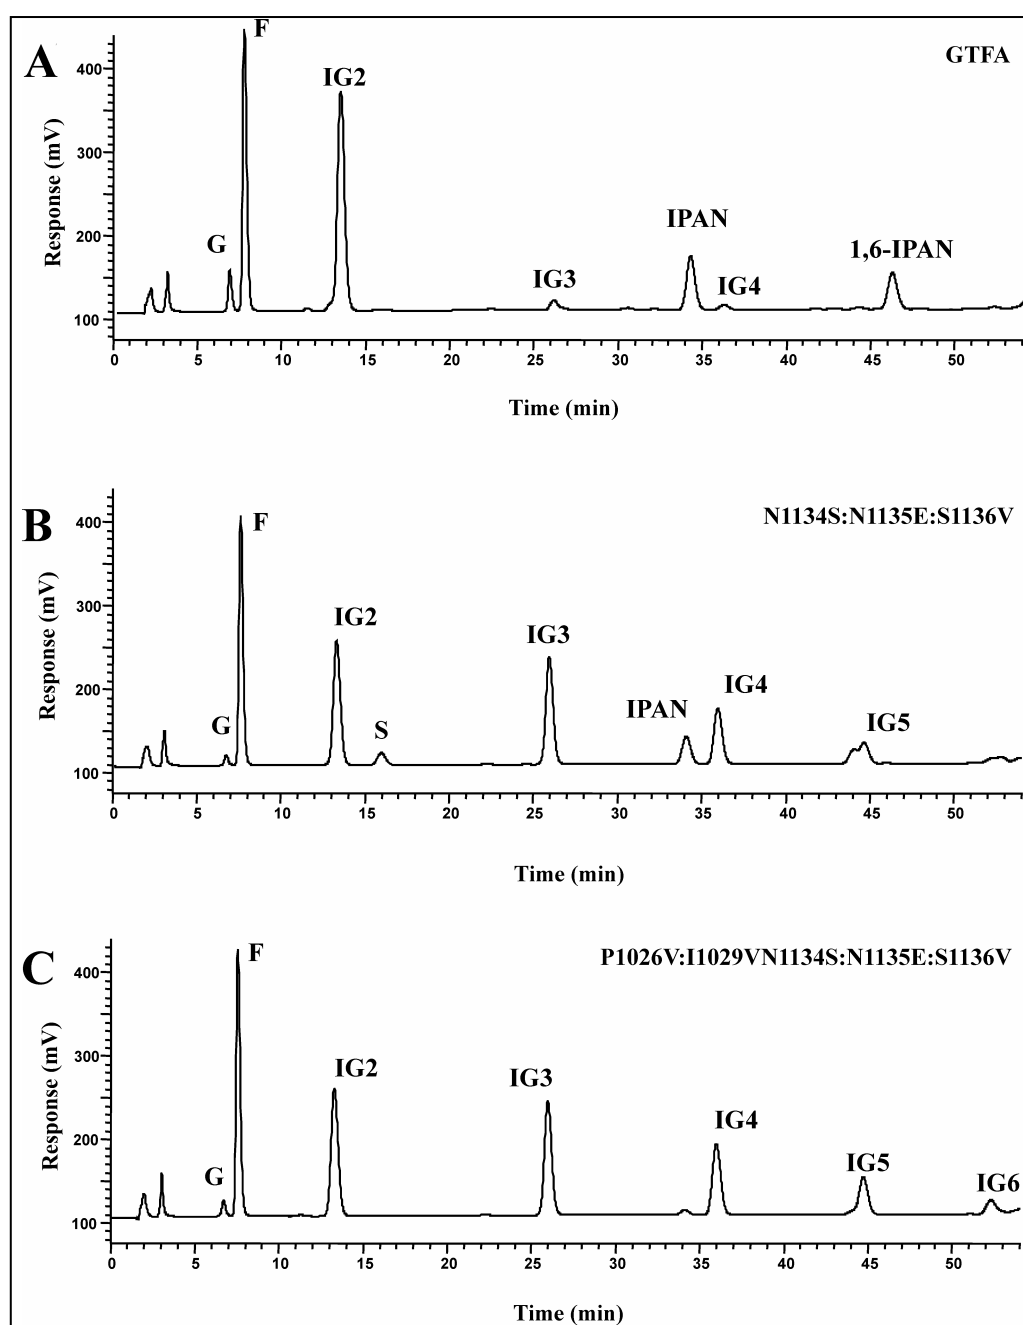 A
GTFA
F
IG2
G
IG3
IPAN
IG4
1,6-IPAN
Response (mV)
400
300
200
100
0 5 10 15 20 25 30 35 40 45 50
Time (min)
B
N1134S:N1135E:S1136V
F
IG2
G
S
IG3
IPAN
IG4
IG5
Response (mV)
400
300
200
100
0 5 10 15 20 25 30 35 40 45 50
Time (min)
C
P1026V:I1029VN1134S:N1135E:S1136V
F
IG2
G
IG3
IG4
IG5
IG6
Response (mV)
400
300
200
100
0 5 10 15 20 25 30 35 40 45 50
Time (min)